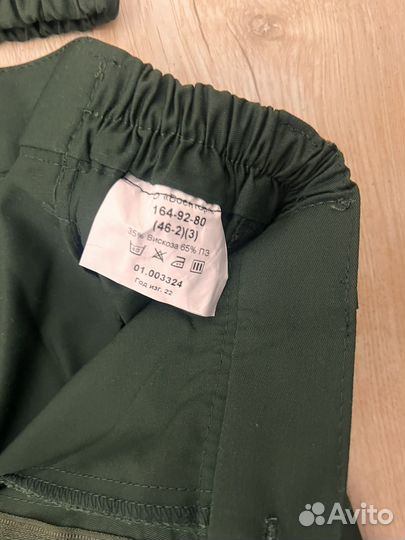 164-92-80
(46-2)(3)
35% Вискоза 65% ПЭ
01.003324
Год изг. 22
Avito